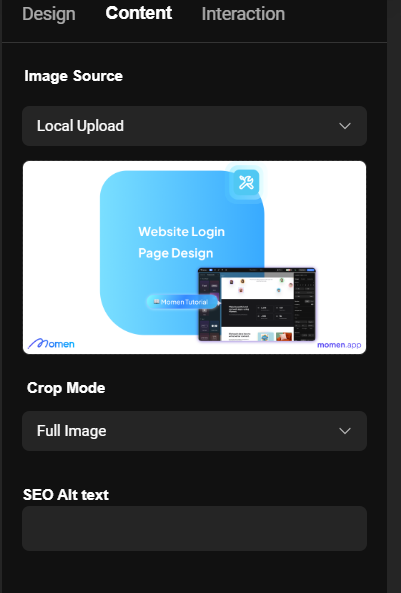 Design
Content
Interaction
Image Source
Local Upload
Website Login
Page Design
Momen Tutorial
Momen
momen.app
Crop Mode
Full Image
SEO Alt text